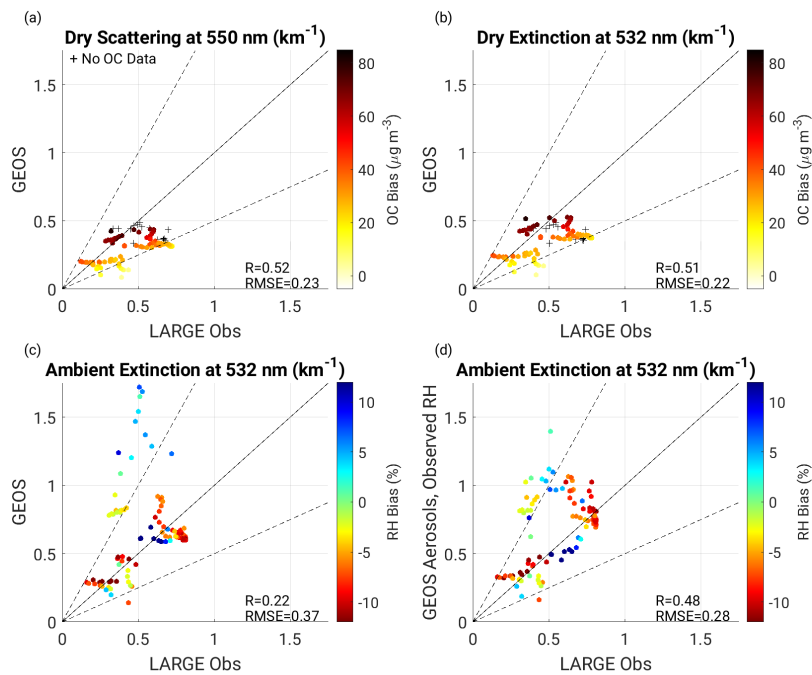 (a)
Dry Scattering at 550 nm (km⁻¹)
+ No OC Data
1.5
1
0.5
0
GEOS
0
0.5
1
1.5
LARGE Obs
R=0.52
RMSE=0.23
80
60
40
20
0
OC Bias (μg m⁻³)
(b)
Dry Extinction at 532 nm (km⁻¹)
1.5
1
0.5
0
GEOS
0
0.5
1
1.5
LARGE Obs
R=0.51
RMSE=0.22
80
60
40
20
0
OC Bias (μg m⁻³)
(c)
Ambient Extinction at 532 nm (km⁻¹)
1.5
1
0.5
0
GEOS
0
0.5
1
1.5
LARGE Obs
R=0.22
RMSE=0.37
10
5
0
-5
-10
RH Bias (%)
(d)
Ambient Extinction at 532 nm (km⁻¹)
1.5
1
0.5
0
GEOS Aerosols, Observed RH
0
0.5
1
1.5
LARGE Obs
R=0.48
RMSE=0.28
10
5
0
-5
-10
RH Bias (%)